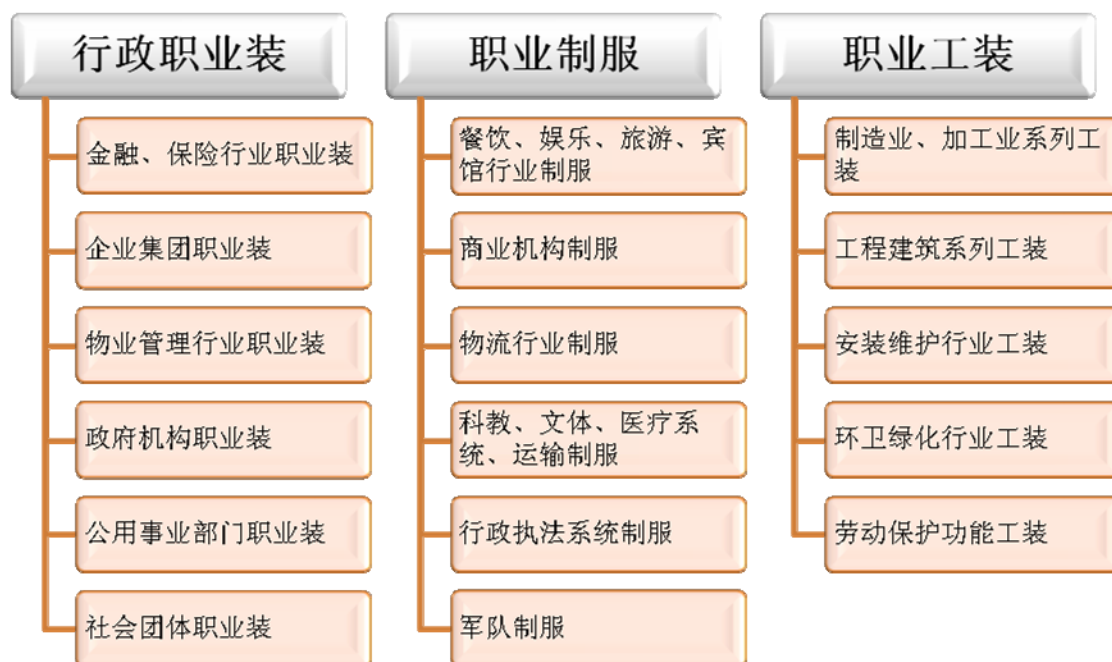 行政职业装
金融、保险行业职业装
企业集团职业装
物业管理行业职业装
政府机构职业装
公用事业部门职业装
社会团体职业装
职业制服
餐饮、娱乐、旅游、宾
馆行业制服
商业机构制服
物流行业制服
科教、文体、医疗系
统、运输制服
行政执法系统制服
军队制服
职业工装
制造业、加工业系列工
装
工程建筑系列工装
安装维护行业工装
环卫绿化行业工装
劳动保护功能工装